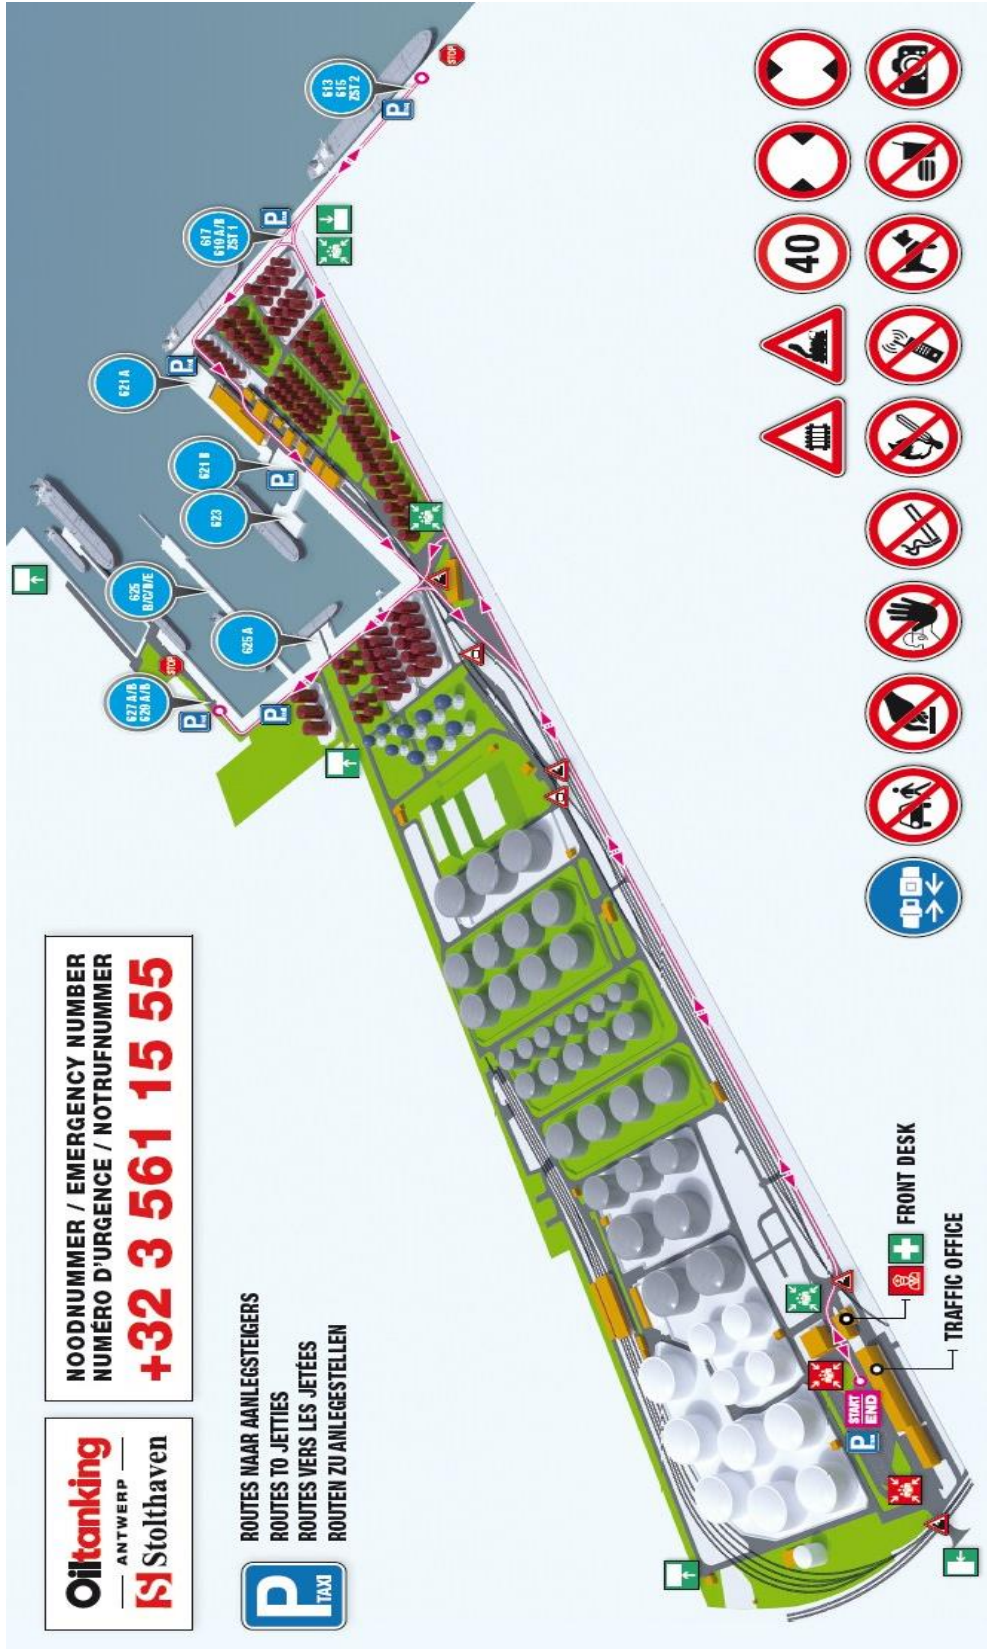 Oiltanking
ANTWERP
[S] Stolthaven
NOODNUMMER / EMERGENCY NUMBER
NUMÉRO D'URGENCE / NOTRUFNUMMER
+32 3 561 15 55
P
TAXI
ROUTES NAAR AANLEGSTEIGERS
ROUTES TO JETTIES
ROUTES VERS LES JETÉES
ROUTEN ZU ANLEGESTELLEN
627 A/B
629 A/B
625
B/C/D/E
625 A
623
621 B
621 A
617
619 A/B
ZST 1
613
615
ZST 2
STOP
STOP
P
P
P
P
P
P
P
START
END
FRONT DESK
TRAFFIC OFFICE
40